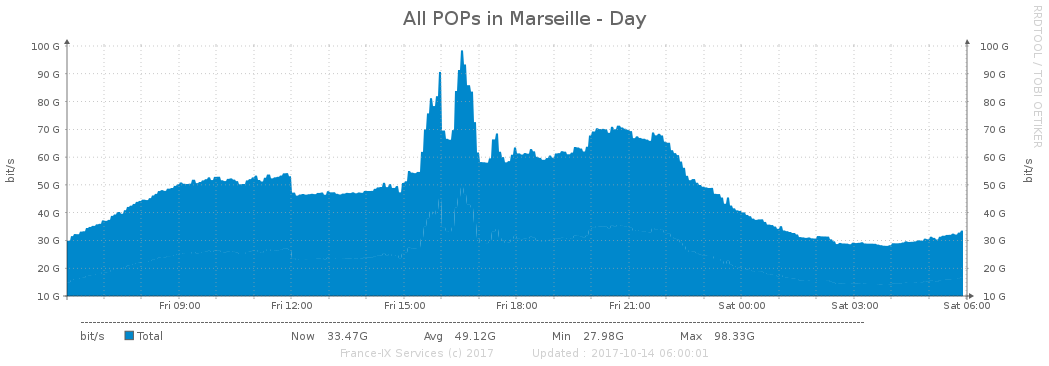 All POPs in Marseille - Day
RRDTOOL / TOBI OETIKER
100 G 100 G
90 G 90 G
80 G 80 G
70 G 70 G
60 G 60 G
50 G 50 G
40 G 40 G
30 G 30 G
20 G 20 G
10 G 10 G
bit/s bit/s
Fri 09:00 Fri 12:00 Fri 15:00 Fri 18:00 Fri 21:00 Sat 00:00 Sat 03:00 Sat 06:00
bit/s Total Now 33.47G Avg 49.12G Min 27.98G Max 98.33G
France-IX Services (c) 2017 Updated : 2017-10-14 06:00:01